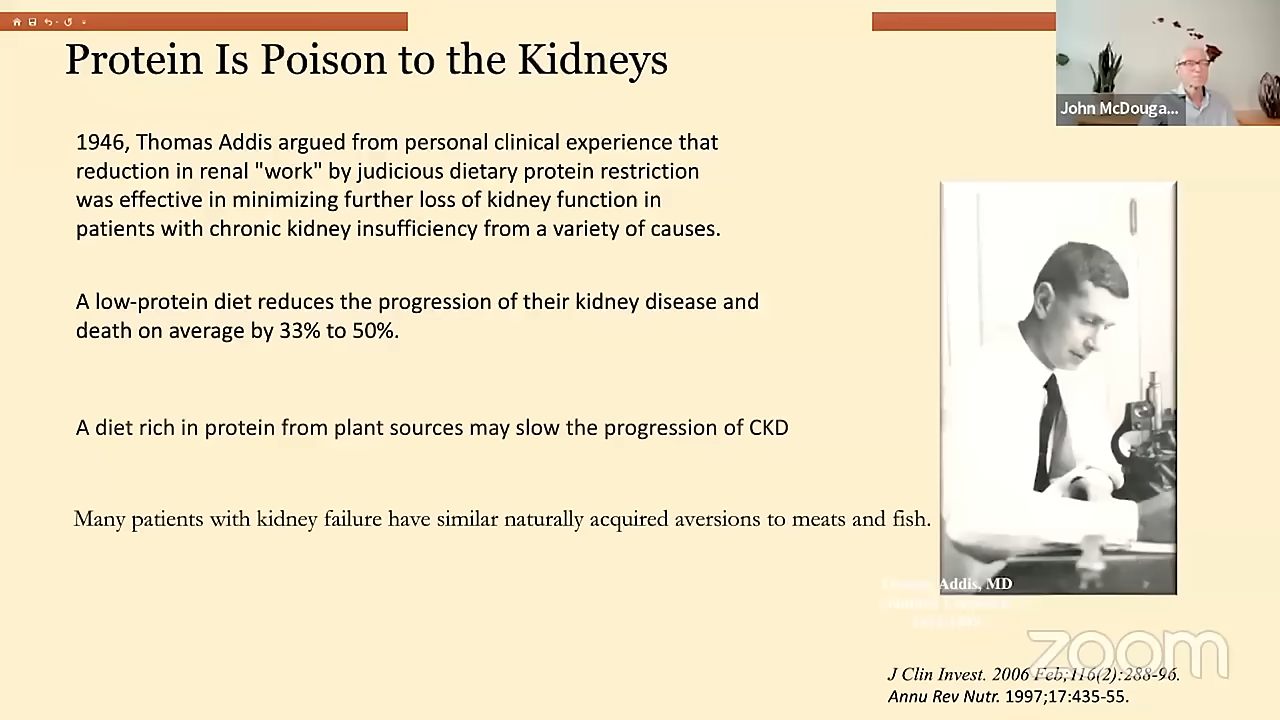 Protein Is Poison to the Kidneys
John McDouga...
1946, Thomas Addis argued from personal clinical experience that
reduction in renal "work" by judicious dietary protein restriction
was effective in minimizing further loss of kidney function in
patients with chronic kidney insufficiency from a variety of causes.
A low-protein diet reduces the progression of their kidney disease and
death on average by 33% to 50%.
A diet rich in protein from plant sources may slow the progression of CKD
Many patients with kidney failure have similar naturally acquired aversions to meats and fish.
Addis, MD
zoom
J Clin Invest. 2006 Feb;116(2):288-96.
Annu Rev Nutr. 1997;17:435-55.